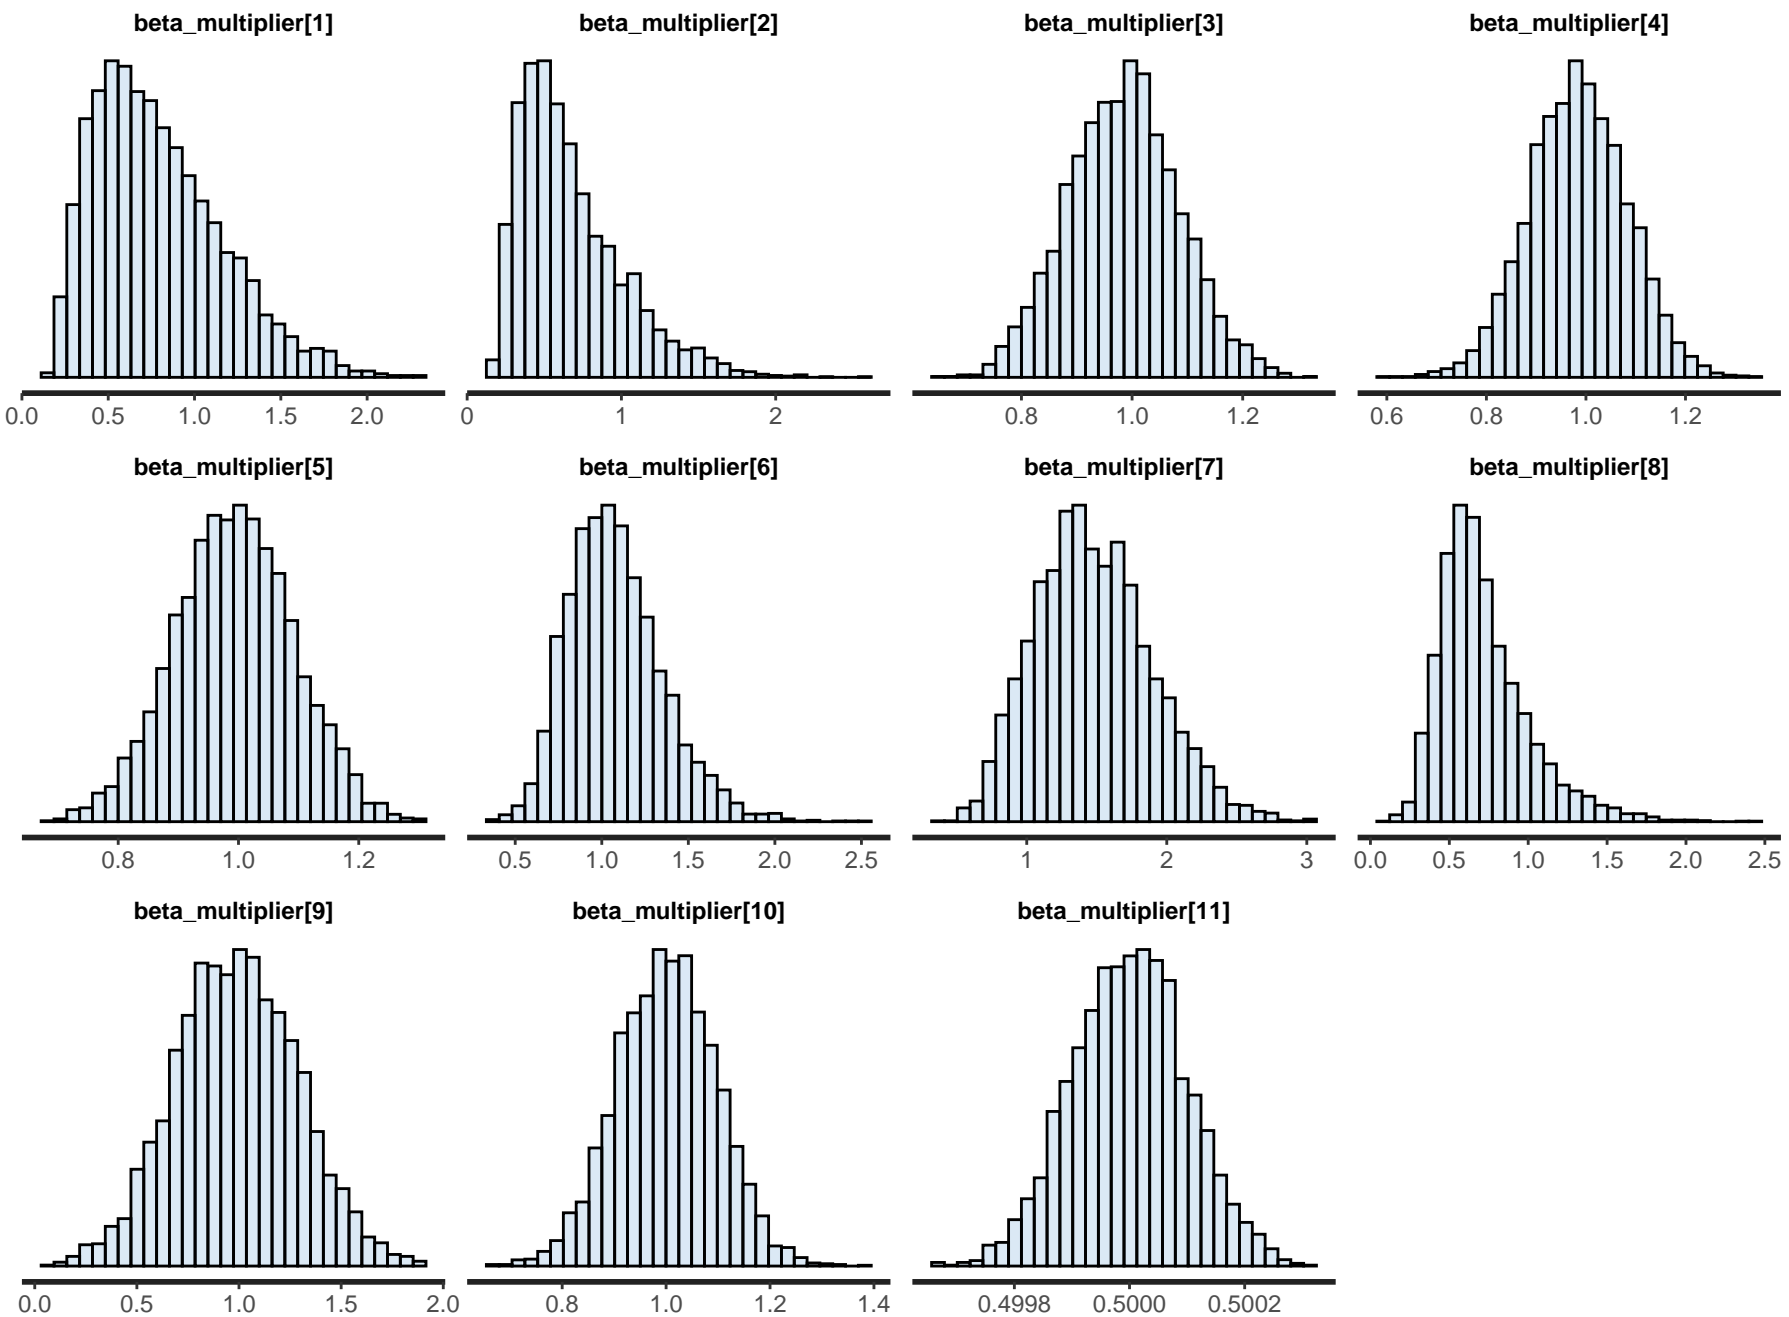 beta_multiplier[1] beta_multiplier[2] beta_multiplier[3] beta_multiplier[4]
0.0 0.5 1.0 1.5 2.0 0 1 2 0.8 1.0 1.2 0.6 0.8 1.0 1.2
beta_multiplier[5] beta_multiplier[6] beta_multiplier[7] beta_multiplier[8]
0.8 1.0 1.2 0.5 1.0 1.5 2.0 2.5 1 2 3 0.0 0.5 1.0 1.5 2.0 2.5
beta_multiplier[9] beta_multiplier[10] beta_multiplier[11]
0.0 0.5 1.0 1.5 2.0 0.8 1.0 1.2 1.4 0.4998 0.5000 0.5002